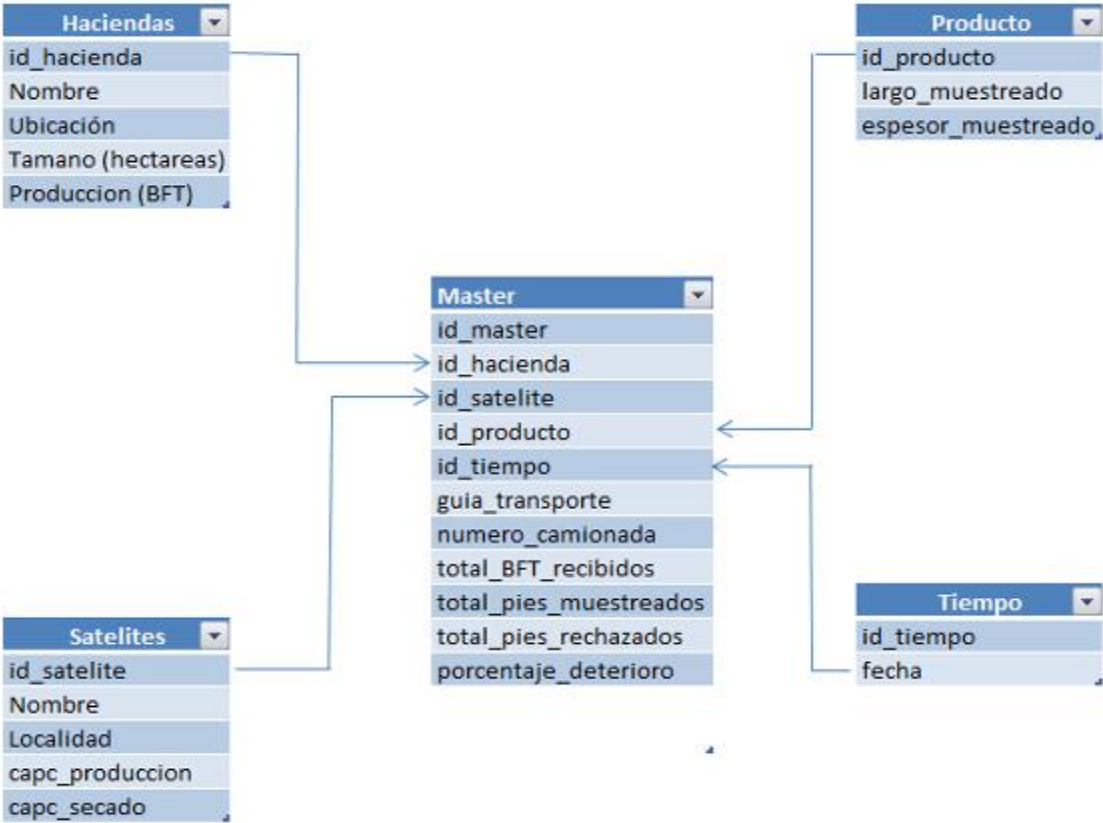 Haciendas
id_hacienda
Nombre
Ubicación
Tamano (hectareas)
Produccion (BFT)
Producto
id_producto
largo_muestreado
espesor_muestreado
Master
id_master
id_hacienda
id_satelite
id_producto
id_tiempo
guia_transporte
numero_camionada
total_BFT_recibidos
total_pies_muestreados
total_pies_rechazados
porcentaje_deterioro
Satelites
id_satelite
Nombre
Localidad
capc_produccion
capc_secado
Tiempo
id_tiempo
fecha